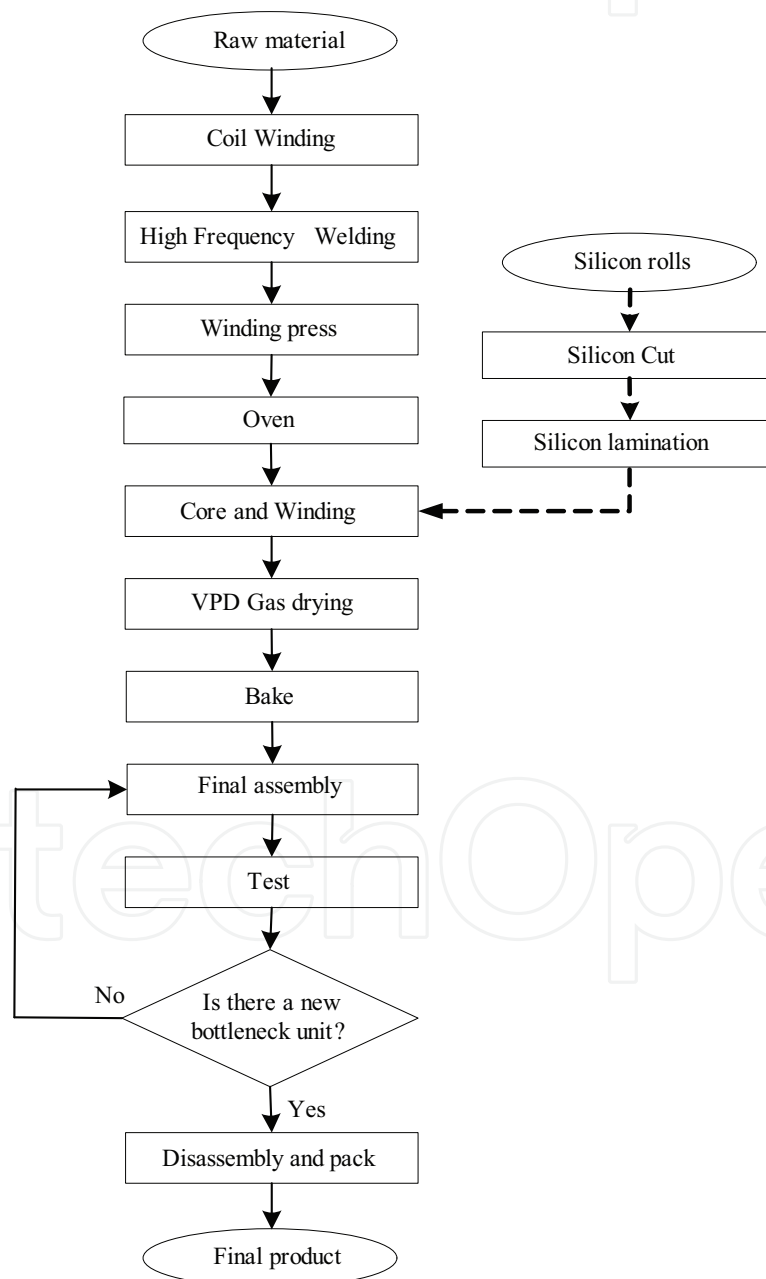 Raw material
Coil Winding
High Frequency Welding
Winding press
Oven
Core and Winding
VPD Gas drying
Bake
Final assembly
Test
Is there a new
bottleneck unit?
No
Yes
Disassembly and pack
Final product
Silicon rolls
Silicon Cut
Silicon lamination
techOpe